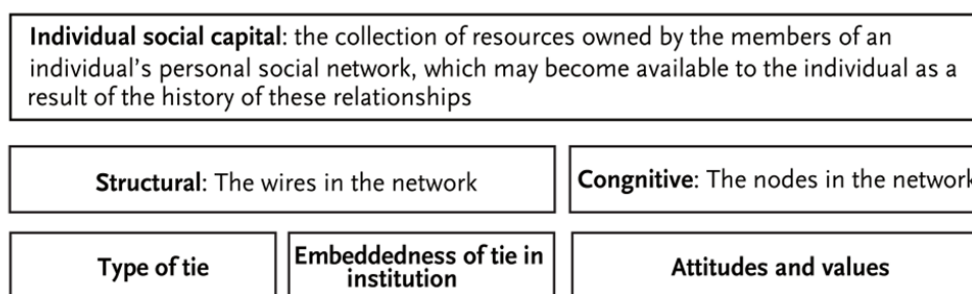 Individual social capital: the collection of resources owned by the members of an
individual's personal social network, which may become available to the individual as a
result of the history of these relationships
Structural: The wires in the network
Congnitive: The nodes in the network
Type of tie
Embeddedness of tie in
institution
Attitudes and values